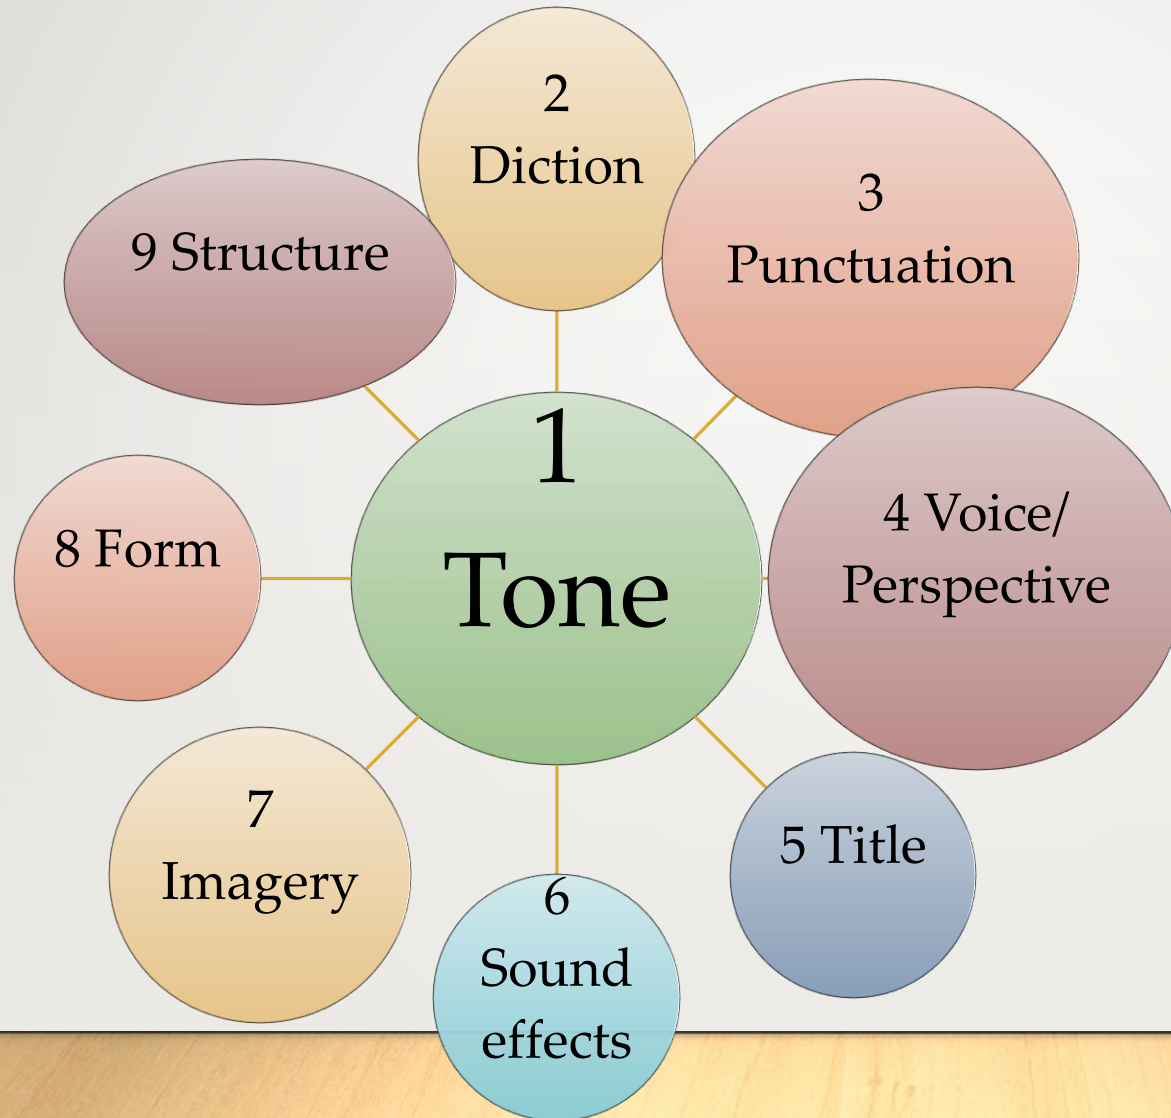 2
Diction
3
Punctuation
9 Structure
1
Tone
4 Voice/
Perspective
8 Form
5 Title
7
Imagery
6
Sound
effects